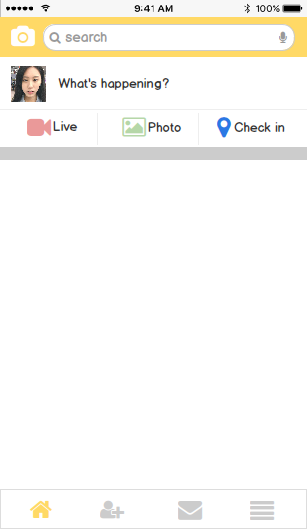 9:41 AM 100%
search
What's happening?
Live Photo Check in